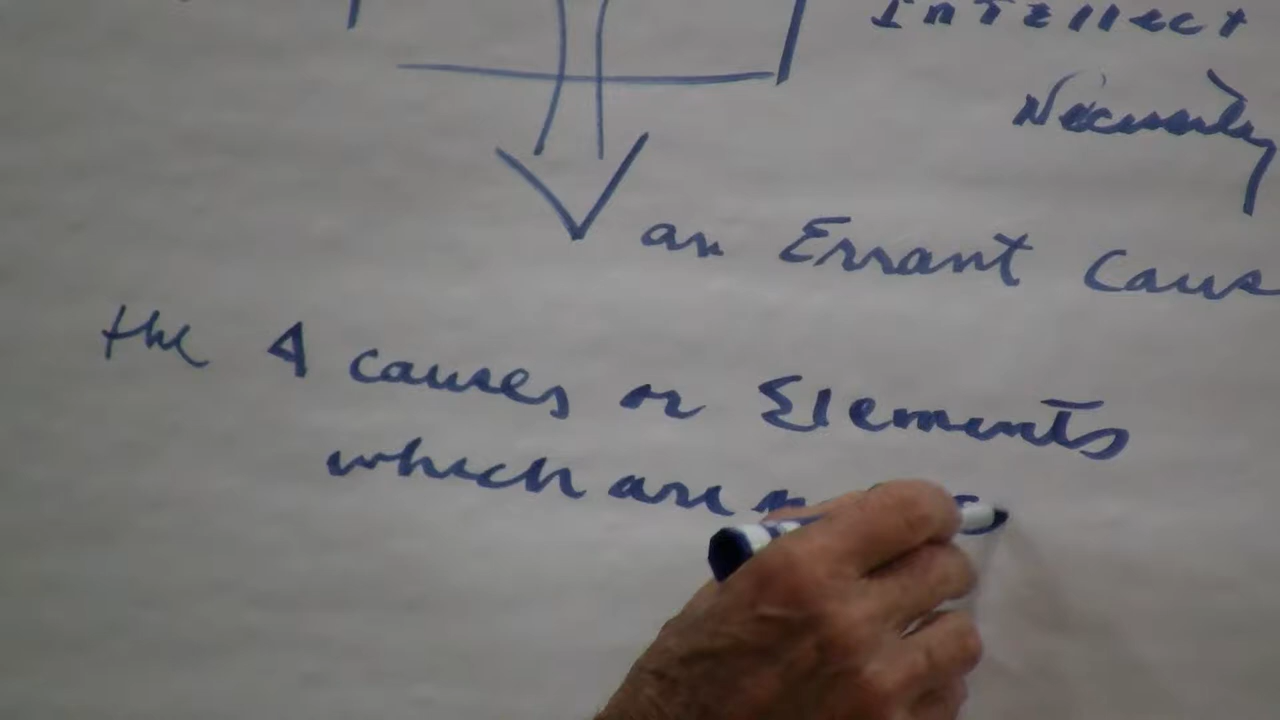 Intellect
Necessity
an Errant Caus
the 4 causes or Elements
which are